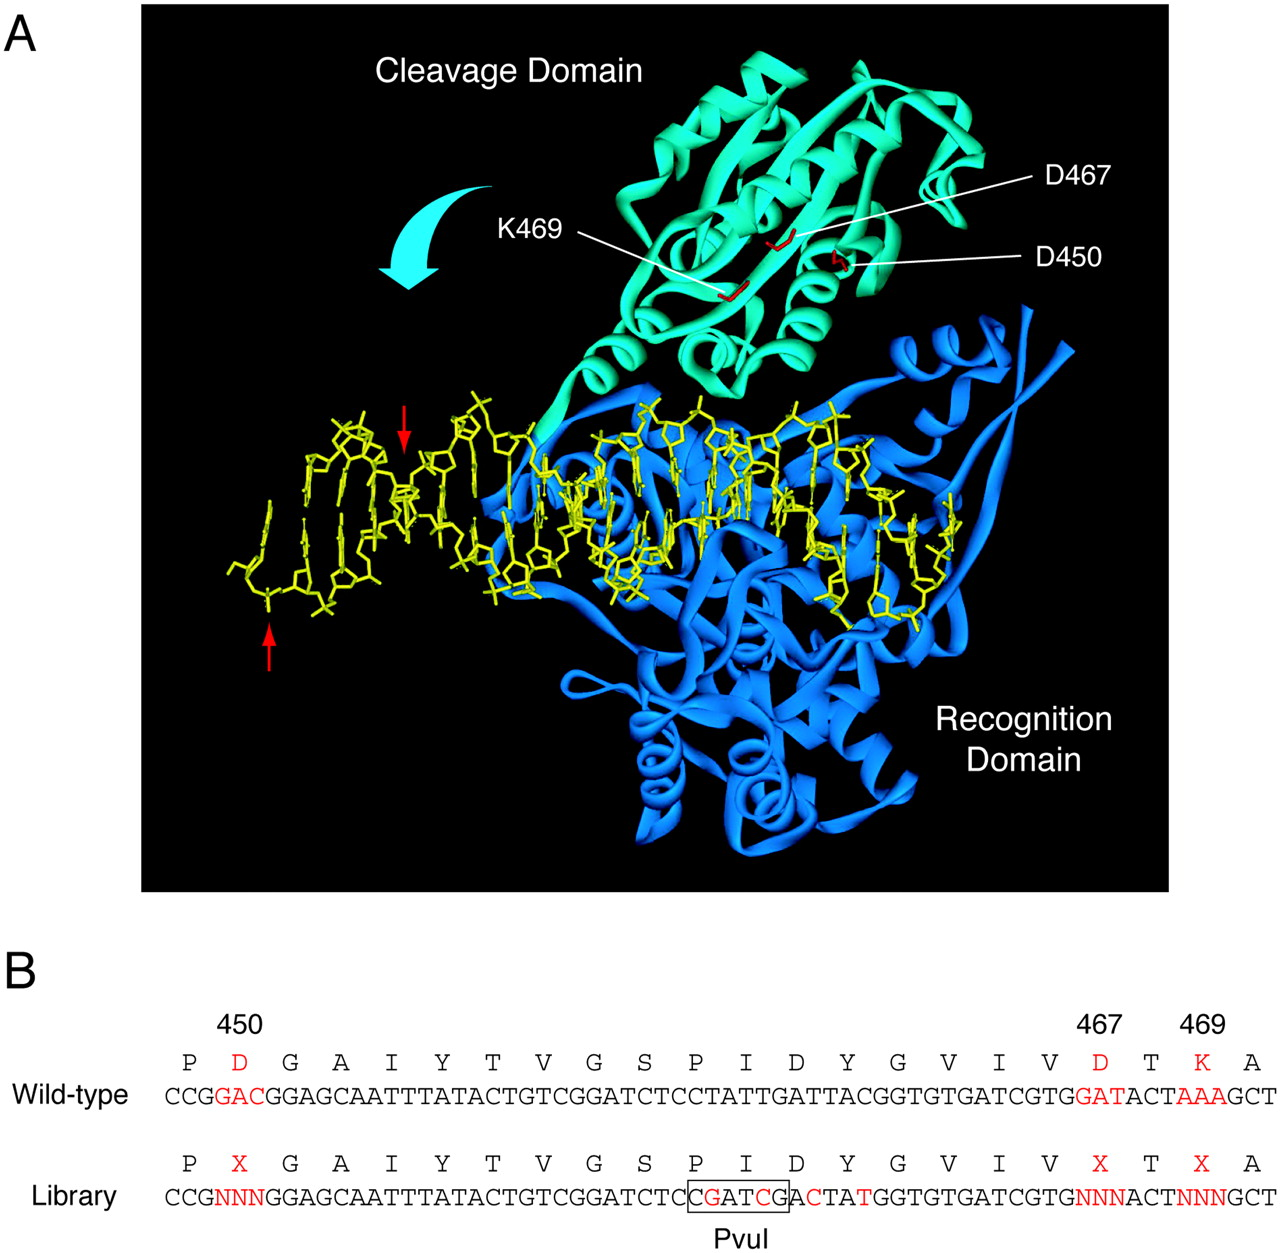 A
Cleavage Domain
D467
K469
D450
Recognition
Domain
B
450 467 469
P D G A I Y T V G S P I D Y G V I V D T K A
Wild-type CCGGACGGAGCAATTTATACTGTCGGATCTCCTATTGATTACGGTGTGATCGTGGATACTAAAGCT
P X G A I Y T V G S P I D Y G V I V X T X A
Library CCGNNNGGAGCAATTTATACTGTCGGATCTCCGATCGACTATGGTGTGATCGTGNNNACTNNNGCT
PvuI